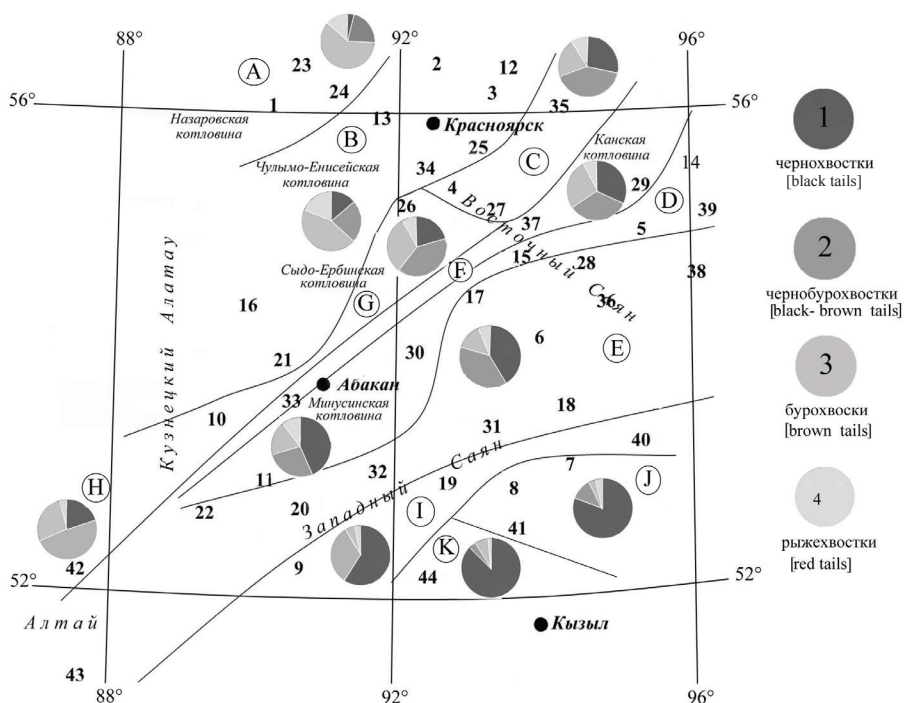 88°
92°
96°
A
23
24
1
2
12
3
35
56°
56°
Назаровская
котловина
13
Красноярск
B
25
C
Канская
котловина
14
Чулымо-Енисейская
котловина
34
4
29
D
39
26
27
37
5
Восточный Саян
15
28
38
Сыдо-Ербинская
котловина
F
G
17
36
16
Кузнецкий Алатау
6
E
30
21
Абакан
33
Минусинская
котловина
10
18
31
40
32
11
Западный Саян
19
7
J
8
H
22
20
I
41
K
42
9
44
52°
52°
Алтай
Кызыл
43
88°
92°
96°
1
чернохвостки
[black tails]
2
чернобурохвостки
[black- brown tails]
3
бурохвоски
[brown tails]
4
рыжехвостки
[red tails]